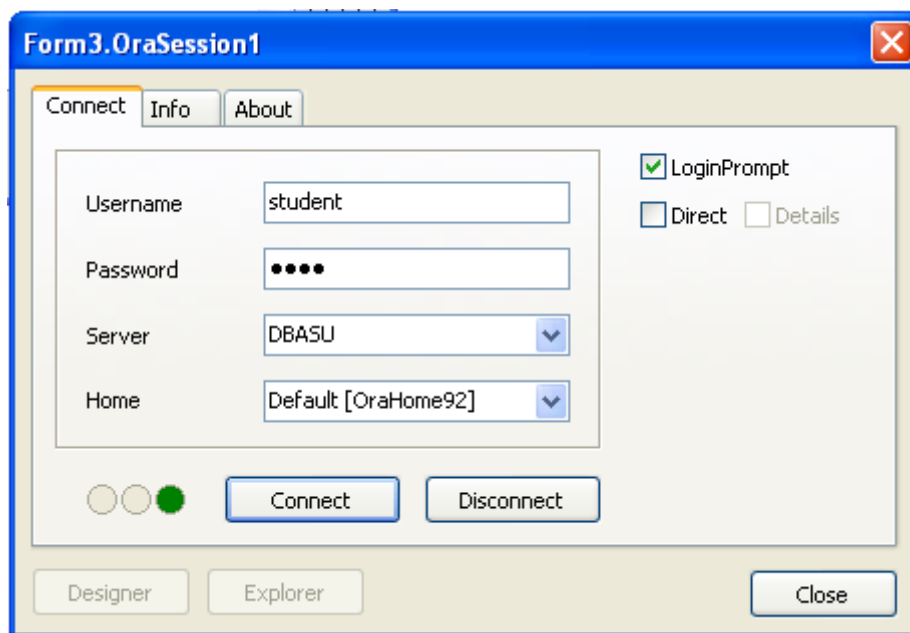 Form3.OraSession1
Connect Info About
Username student
Password ●●●●
Server DBASU
Home Default [OraHome92]
LoginPrompt
Direct Details
Connect Disconnect
Designer Explorer Close